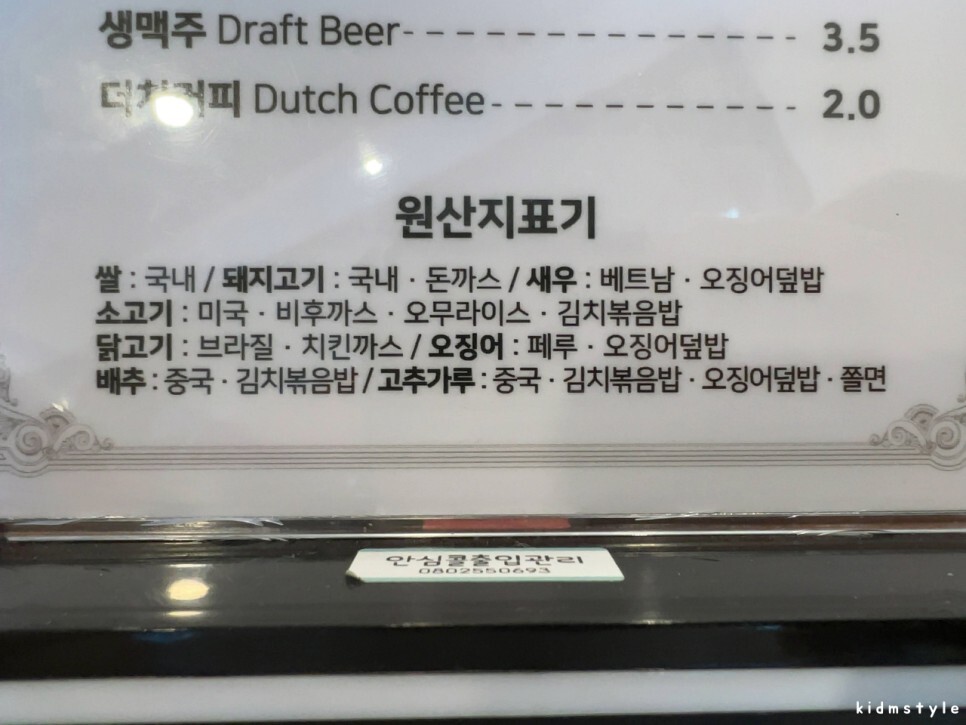 생맥주 Draft Beer 3.5
더치커피 Dutch Coffee 2.0
원산지표기
쌀 : 국내 / 돼지고기 : 국내 · 돈까스 / 새우 : 베트남 · 오징어덮밥
소고기 : 미국 · 비후까스 · 오무라이스 · 김치볶음밥
닭고기 : 브라질 · 치킨까스 / 오징어 : 페루 · 오징어덮밥
배추 : 중국 · 김치볶음밥 / 고추가루 : 중국 · 김치볶음밥 · 오징어덮밥 · 쫄면
안심콜출입관리
0802550693
kidmstyle